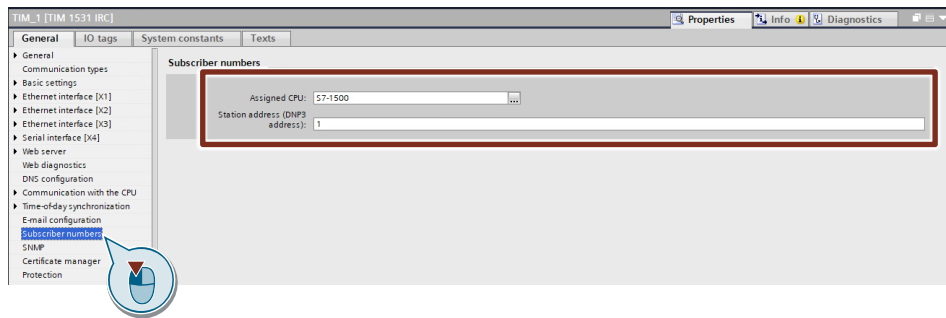 TIM_1 [TIM 1531 IRC]
Properties Info Diagnostics
General IO tags System constants Texts
General
Communication types
Basic settings
Ethernet interface [X1]
Ethernet interface [X2]
Ethernet interface [X3]
Serial interface [X4]
Web server
Web diagnostics
DNS configuration
Communication with the CPU
Time-of-day synchronization
E-mail configuration
Subscriber numbers
SNMP
Certificate manager
Protection
Subscriber numbers
Assigned CPU: S7-1500 ...
Station address (DNP3
address): 1